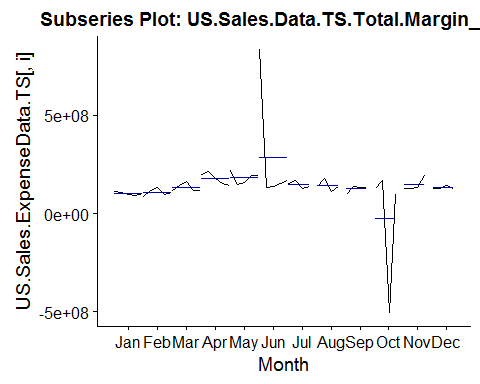 Subseries Plot: US.Sales.Data.TS.Total.Margin_
US.Sales.ExpenseData.TS[, i]
5e+08
0e+00
-5e+08
Jan Feb Mar Apr May Jun Jul Aug Sep Oct Nov Dec
Month